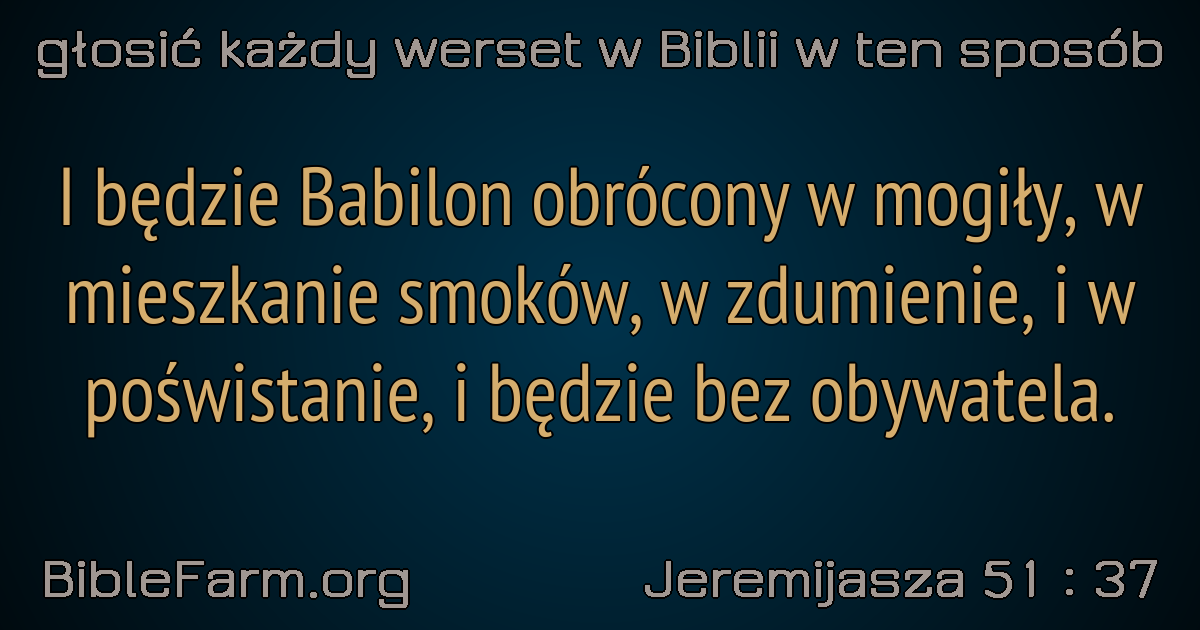 głosić każdy werset w Biblii w ten sposób
I będzie Babilon obrócony w mogiły, w
mieszkanie smoków, w zdumienie, i w
poświstanie, i będzie bez obywatela.
BibleFarm.org
Jeremijasza 51 : 37